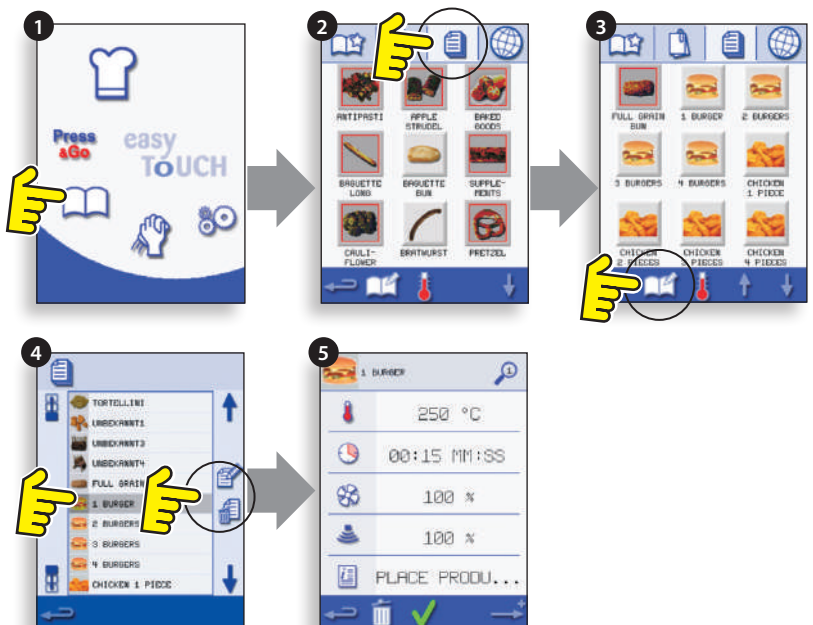 1
Press
&Go
easy
ToUCH
2
ANTIPASTI
APPLE
STRUDEL
BAKED
GOODS
BAGUETTE
LONG
BAGUETTE
BUN
SUPPLE-
MENTS
CAULI-
FLOWER
BRATWURST
PRETZEL
3
FULL GRAIN
BUN
1 BURGER
2 BURGERS
3 BURGERS
4 BURGERS
CHICKEN
1 PIECE
CHICKEN
2 PIECES
CHICKEN
PIECES
CHICKEN
4 PIECES
4
TORTELLINI
UNBEKANNT1
UNBEKANNT3
UNBEKANNT4
FULL GRAIN
1 BURGER
2 BURGERS
3 BURGERS
4 BURGERS
CHICKEN 1 PIECE
5
1 BURGER
1
250 °C
00:15 MM:SS
100 %
100 %
i
PLACE PRODU...